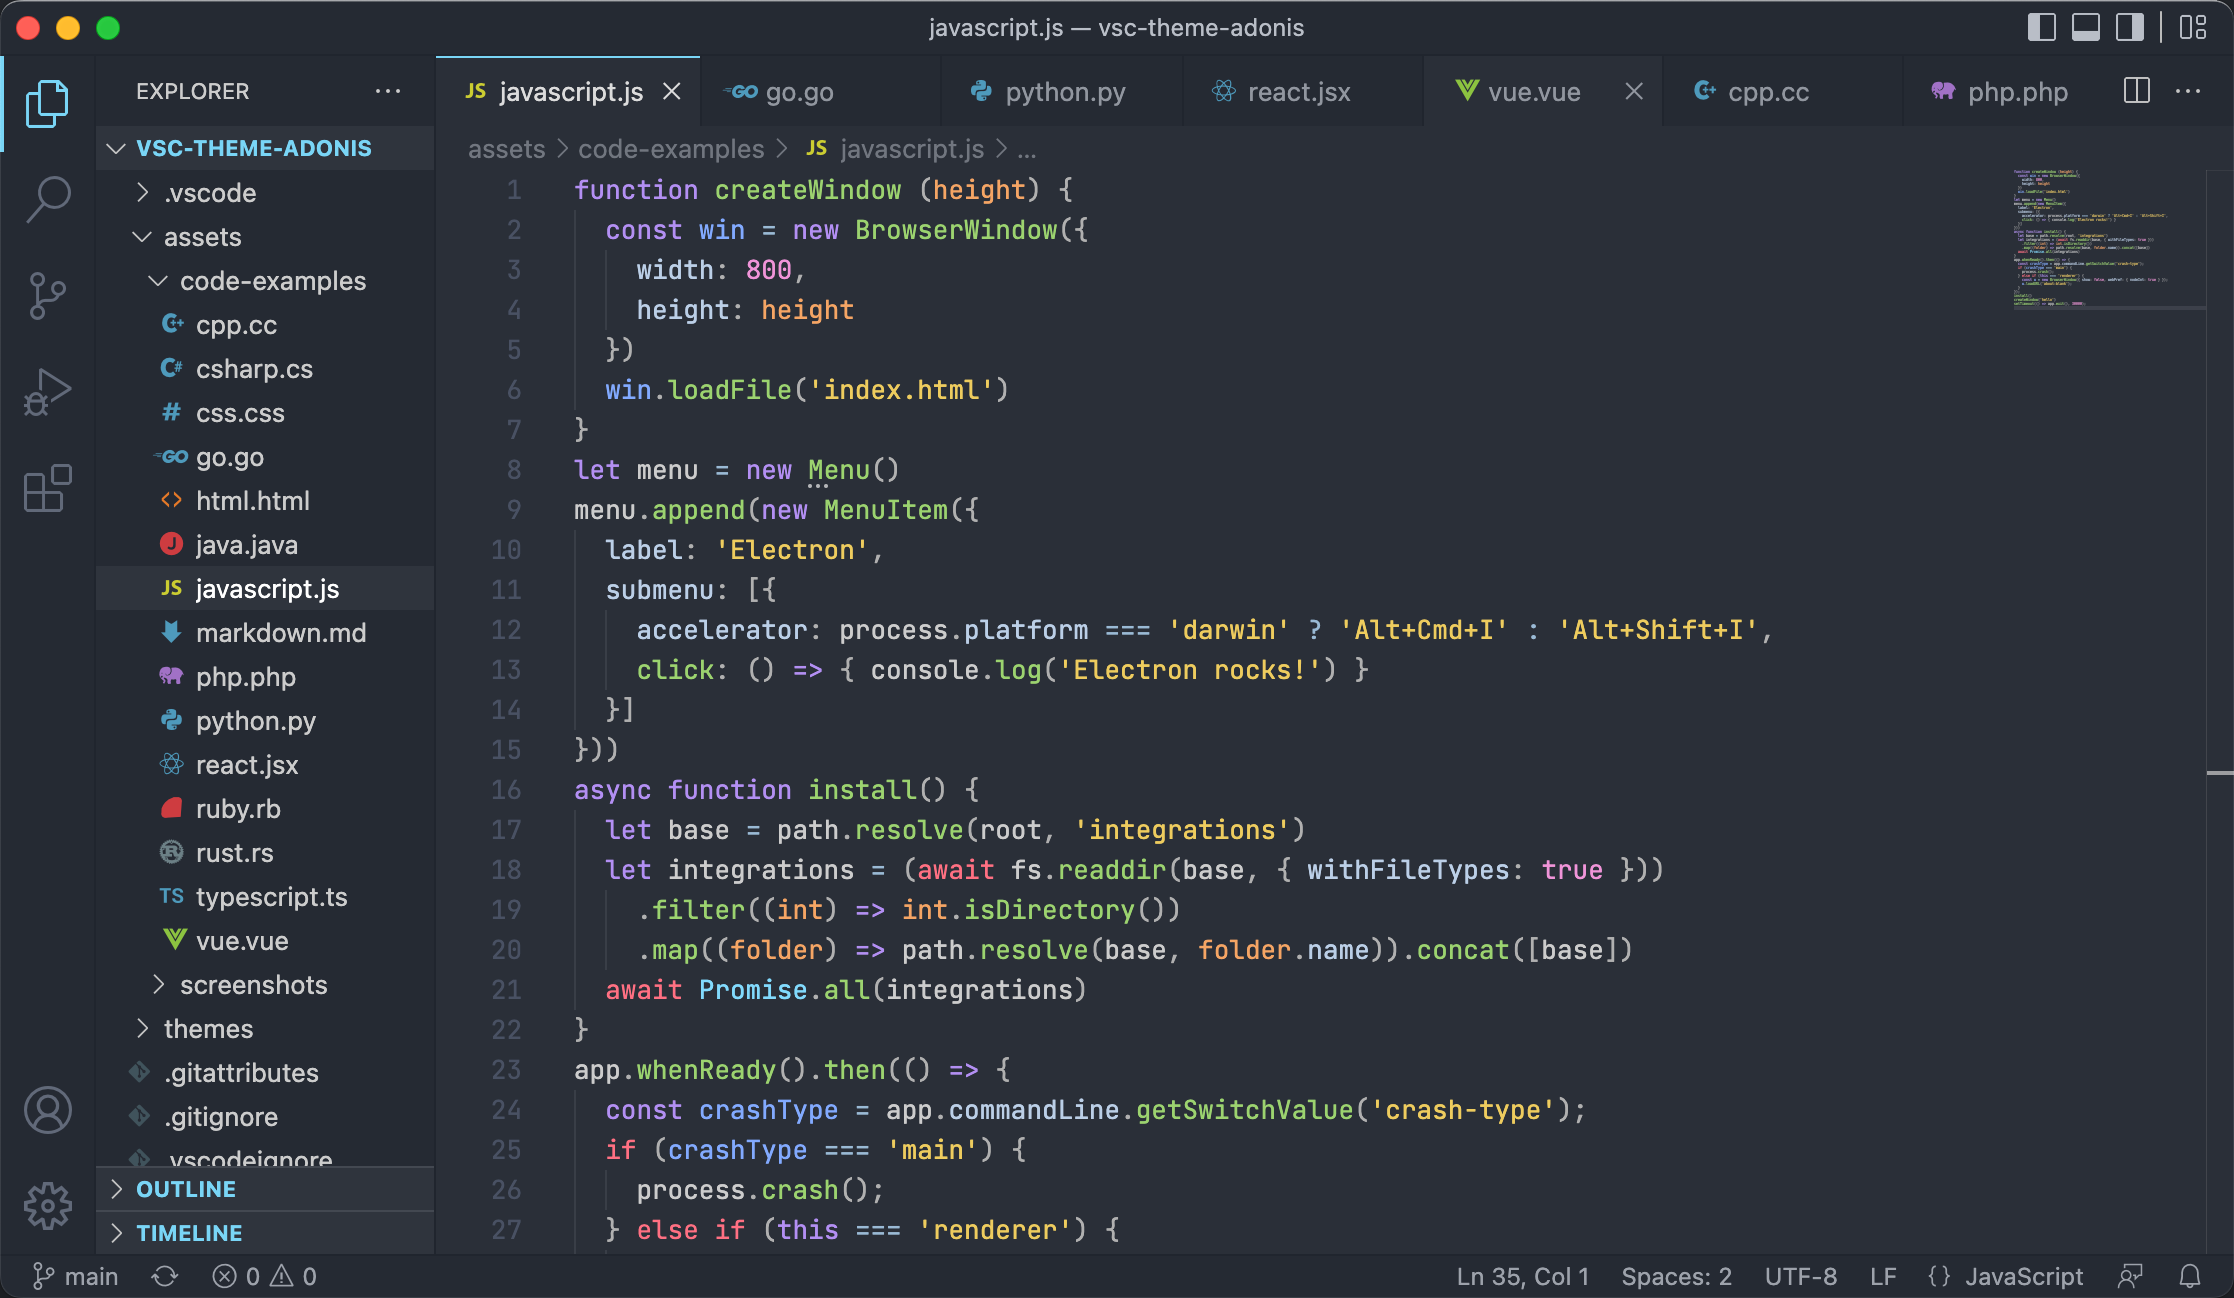 javascript.js — vsc-theme-adonis
EXPLORER
VSC-THEME-ADONIS
.vscode
assets
code-examples
cpp.cc
csharp.cs
css.css
go.go
html.html
java.java
JS javascript.js
markdown.md
php.php
python.py
react.jsx
ruby.rb
rust.rs
TS typescript.ts
vue.vue
screenshots
themes
.gitattributes
.gitignore
.vscodeignore
OUTLINE
TIMELINE
JS javascript.js
GO go.go
python.py
react.jsx
vue.vue
cpp.cc
php.php
assets > code-examples > JS javascript.js > ...
1 function createWindow (height) {
2 const win = new BrowserWindow({
3 width: 800,
4 height: height
5 })
6 win.loadFile('index.html')
7 }
8 let menu = new Menu()
9 menu.append(new MenuItem({
10 label: 'Electron',
11 submenu: [{
12 accelerator: process.platform === 'darwin' ? 'Alt+Cmd+I' : 'Alt+Shift+I',
13 click: () => { console.log('Electron rocks!') }
14 }]
15 }))
16 async function install() {
17 let base = path.resolve(root, 'integrations')
18 let integrations = (await fs.readdir(base, { withFileTypes: true }))
19 .filter((int) => int.isDirectory())
20 .map((folder) => path.resolve(base, folder.name)).concat([base])
21 await Promise.all(integrations)
22 }
23 app.whenReady().then(() => {
24 const crashType = app.commandLine.getSwitchValue('crash-type');
25 if (crashType === 'main') {
26 process.crash();
27 } else if (this === 'renderer') {
main 0 0 Ln 35, Col 1 Spaces: 2 UTF-8 LF {} JavaScript